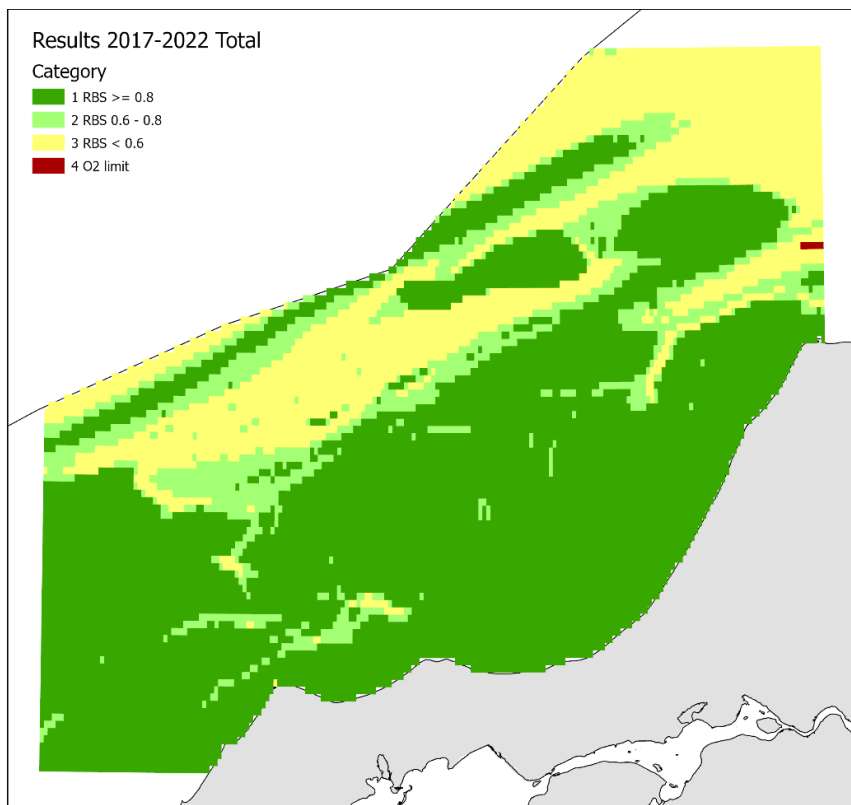 Results 2017-2022 Total
Category
1 RBS >= 0.8
2 RBS 0.6 - 0.8
3 RBS < 0.6
4 O2 limit